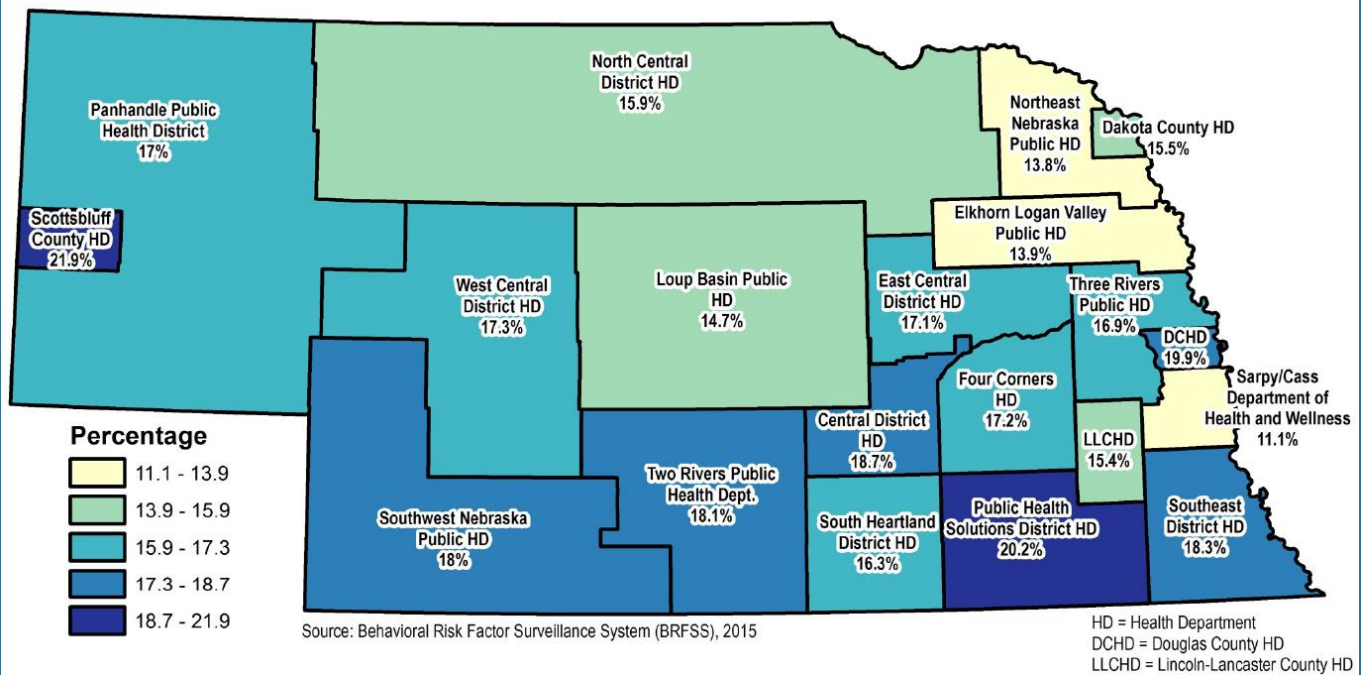 North Central
District HD
15.9%
Panhandle Public
Health District
17%
Northeast
Nebraska
Public HD
13.8%
Dakota County HD
15.5%
Scottsbluff
County HD
21.9%
Elkhorn Logan Valley
Public HD
13.9%
West Central
District HD
17.3%
Loup Basin Public
HD
14.7%
East Central
District HD
17.1%
Three Rivers
Public HD
16.9%
DCHD
19.9%
Four Corners
HD
17.2%
Sarpy/Cass
Department of
Health and Wellness
11.1%
Central District
HD
18.7%
LLCHD
15.4%
Two Rivers Public
Health Dept.
18.1%
Southwest Nebraska
Public HD
18%
South Heartland
District HD
16.3%
Public Health
Solutions District HD
20.2%
Southeast
District HD
18.3%
Percentage
11.1 - 13.9
13.9 - 15.9
15.9 - 17.3
17.3 - 18.7
18.7 - 21.9
Source: Behavioral Risk Factor Surveillance System (BRFSS), 2015
HD = Health Department
DCHD = Douglas County HD
LLCHD = Lincoln-Lancaster County HD